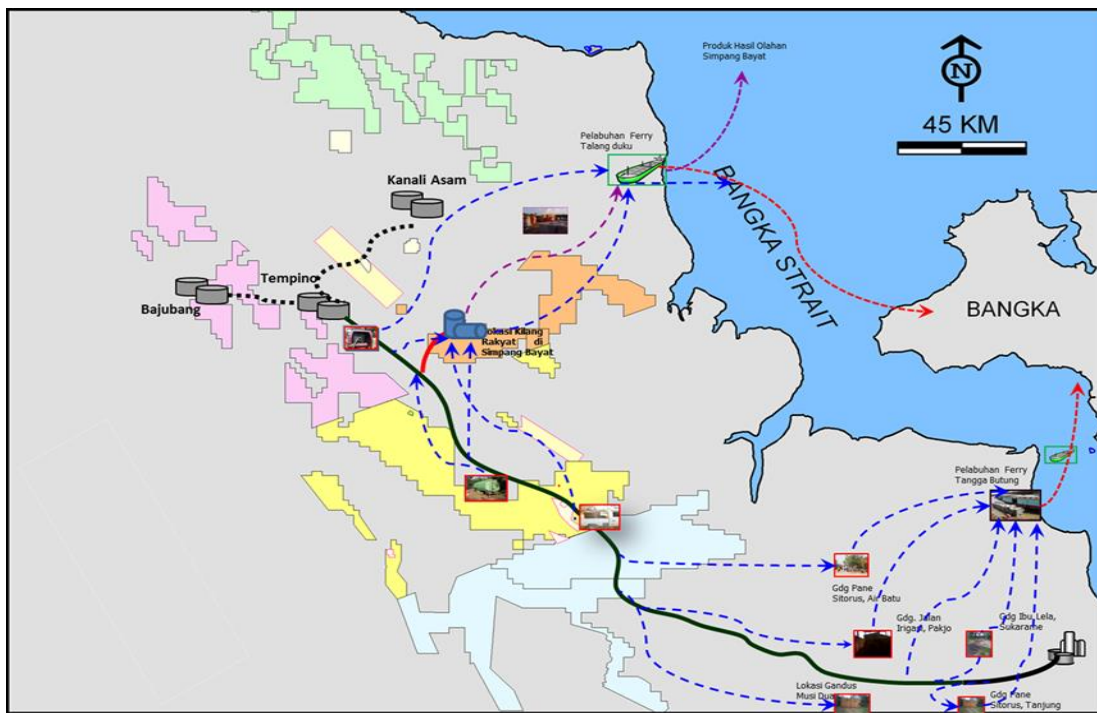 Produk Hasil Olahan
Simpang Bayat
N
45 KM
Pelabuhan Ferry
Talang duku
Kanali Asam
BANGKA STRAIT
Tempino
Bajubang
BANGKA
Lokasi Kilang
Rakyat di
Simpang Bayat
Pelabuhan Ferry
Tangga Butung
Gdg Pane
Sitorus, Air Batu
Gdg. Jalan
Irigasi, Pakjo
Gdg Ibu Lela,
Sukarame
Lokasi Gandus
Musi Dua
Gdg Pane
Sitorus, Tanjung